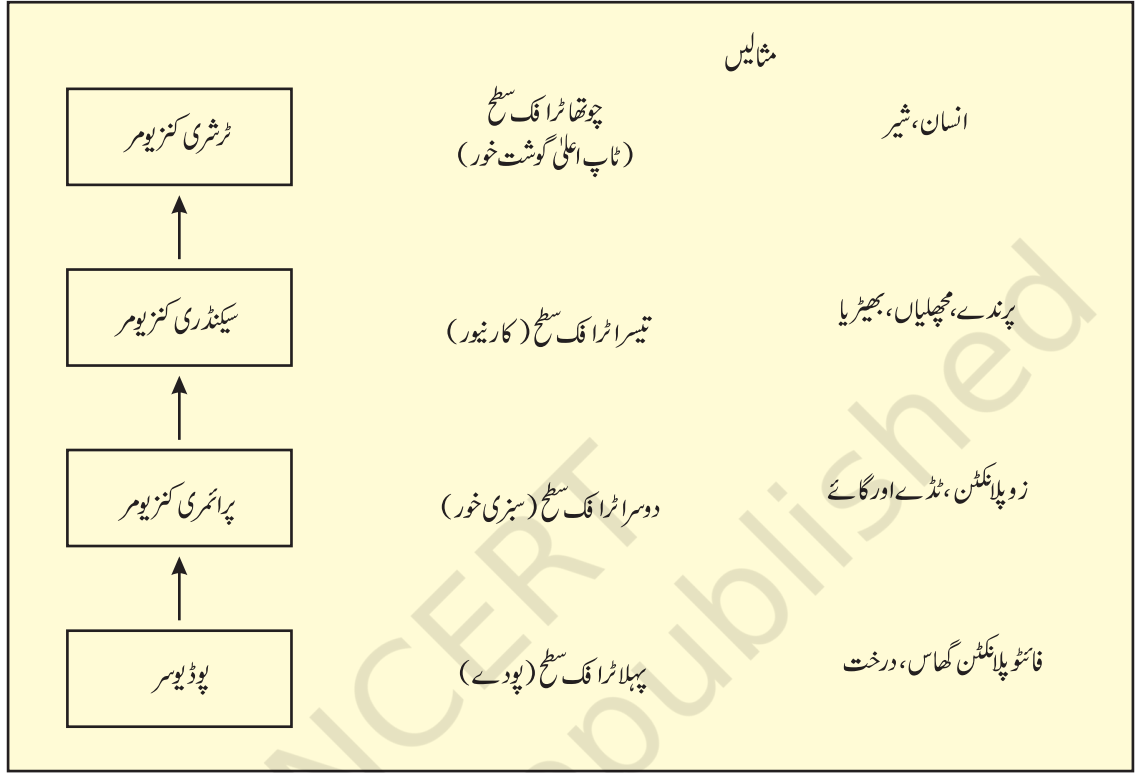 مثالیں
ٹرشری کنزیومر
چوتھا ٹرافک سطح
(ٹاپ اعلیٰ گوشت خور)
انسان، شیر
سیکنڈری کنزیومر
تیسرا ٹرافک سطح (کارنیور)
پرندے، مچھلیاں، بھیڑیا
پرائمری کنزیومر
دوسرا ٹرافک سطح (سبزی خور)
زوپلانکٹن، ٹڈے اور گائے
پوڈیوسر
پہلا ٹرافک سطح (پودے)
فائٹوپلانکٹن گھاس، درخت
NCERT
published